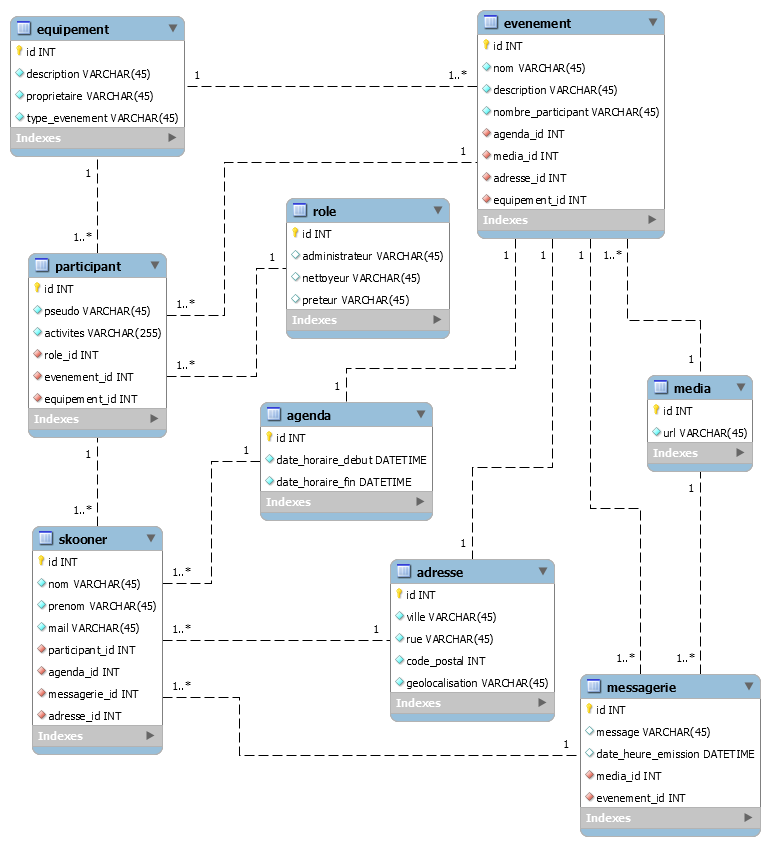 equipement
id INT
description VARCHAR(45)
proprietaire VARCHAR(45)
type_evenement VARCHAR(45)
Indexes
1
1..*
evenement
id INT
nom VARCHAR(45)
description VARCHAR(45)
nombre_participant VARCHAR(45)
agenda_id INT
media_id INT
adresse_id INT
equipement_id INT
Indexes
1
1
1..*
role
id INT
administrateur VARCHAR(45)
nettoyeur VARCHAR(45)
preteur VARCHAR(45)
Indexes
1
participant
id INT
pseudo VARCHAR(45)
activites VARCHAR(255)
role_id INT
evenement_id INT
equipement_id INT
Indexes
1..*
1..*
1
1
1
1..*
1
agenda
id INT
date_horaire_debut DATETIME
date_horaire_fin DATETIME
Indexes
1
1
media
id INT
url VARCHAR(45)
Indexes
1
1
1..*
skooner
id INT
nom VARCHAR(45)
prenom VARCHAR(45)
mail VARCHAR(45)
participant_id INT
agenda_id INT
messagerie_id INT
adresse_id INT
Indexes
1..*
1..*
1
1..*
1
adresse
id INT
ville VARCHAR(45)
rue VARCHAR(45)
code_postal INT
geolocalisation VARCHAR(45)
Indexes
1
1..*
1..*
messagerie
id INT
message VARCHAR(45)
date_heure_emission DATETIME
media_id INT
evenement_id INT
Indexes